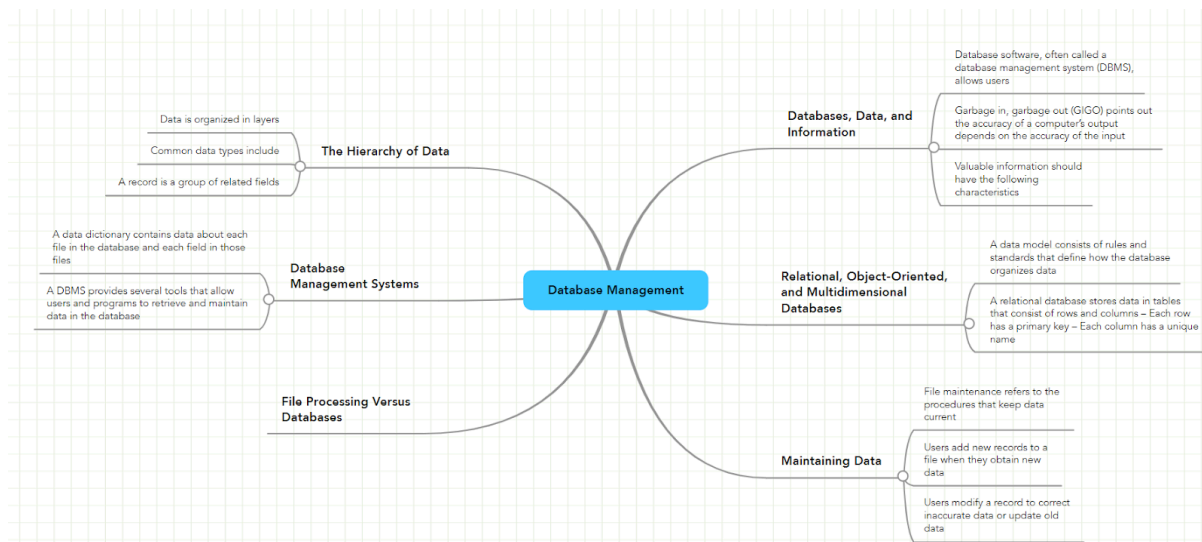 Database Management
Databases, Data, and
Information
Database software, often called a
database management system (DBMS),
allows users
Garbage in, garbage out (GIGO) points out
the accuracy of a computer's output
depends on the accuracy of the input
Valuable information should
have the following
characteristics
Relational, Object-Oriented,
and Multidimensional
Databases
A data model consists of rules and
standards that define how the database
organizes data
A relational database stores data in tables
that consist of rows and columns – Each row
has a primary key – Each column has a unique
name
Maintaining Data
File maintenance refers to the
procedures that keep data
current
Users add new records to a
file when they obtain new
data
Users modify a record to correct
inaccurate data or update old
data
The Hierarchy of Data
Data is organized in layers
Common data types include
A record is a group of related fields
Database
Management Systems
A data dictionary contains data about each
file in the database and each field in those
files
A DBMS provides several tools that allow
users and programs to retrieve and maintain
data in the database
File Processing Versus
Databases